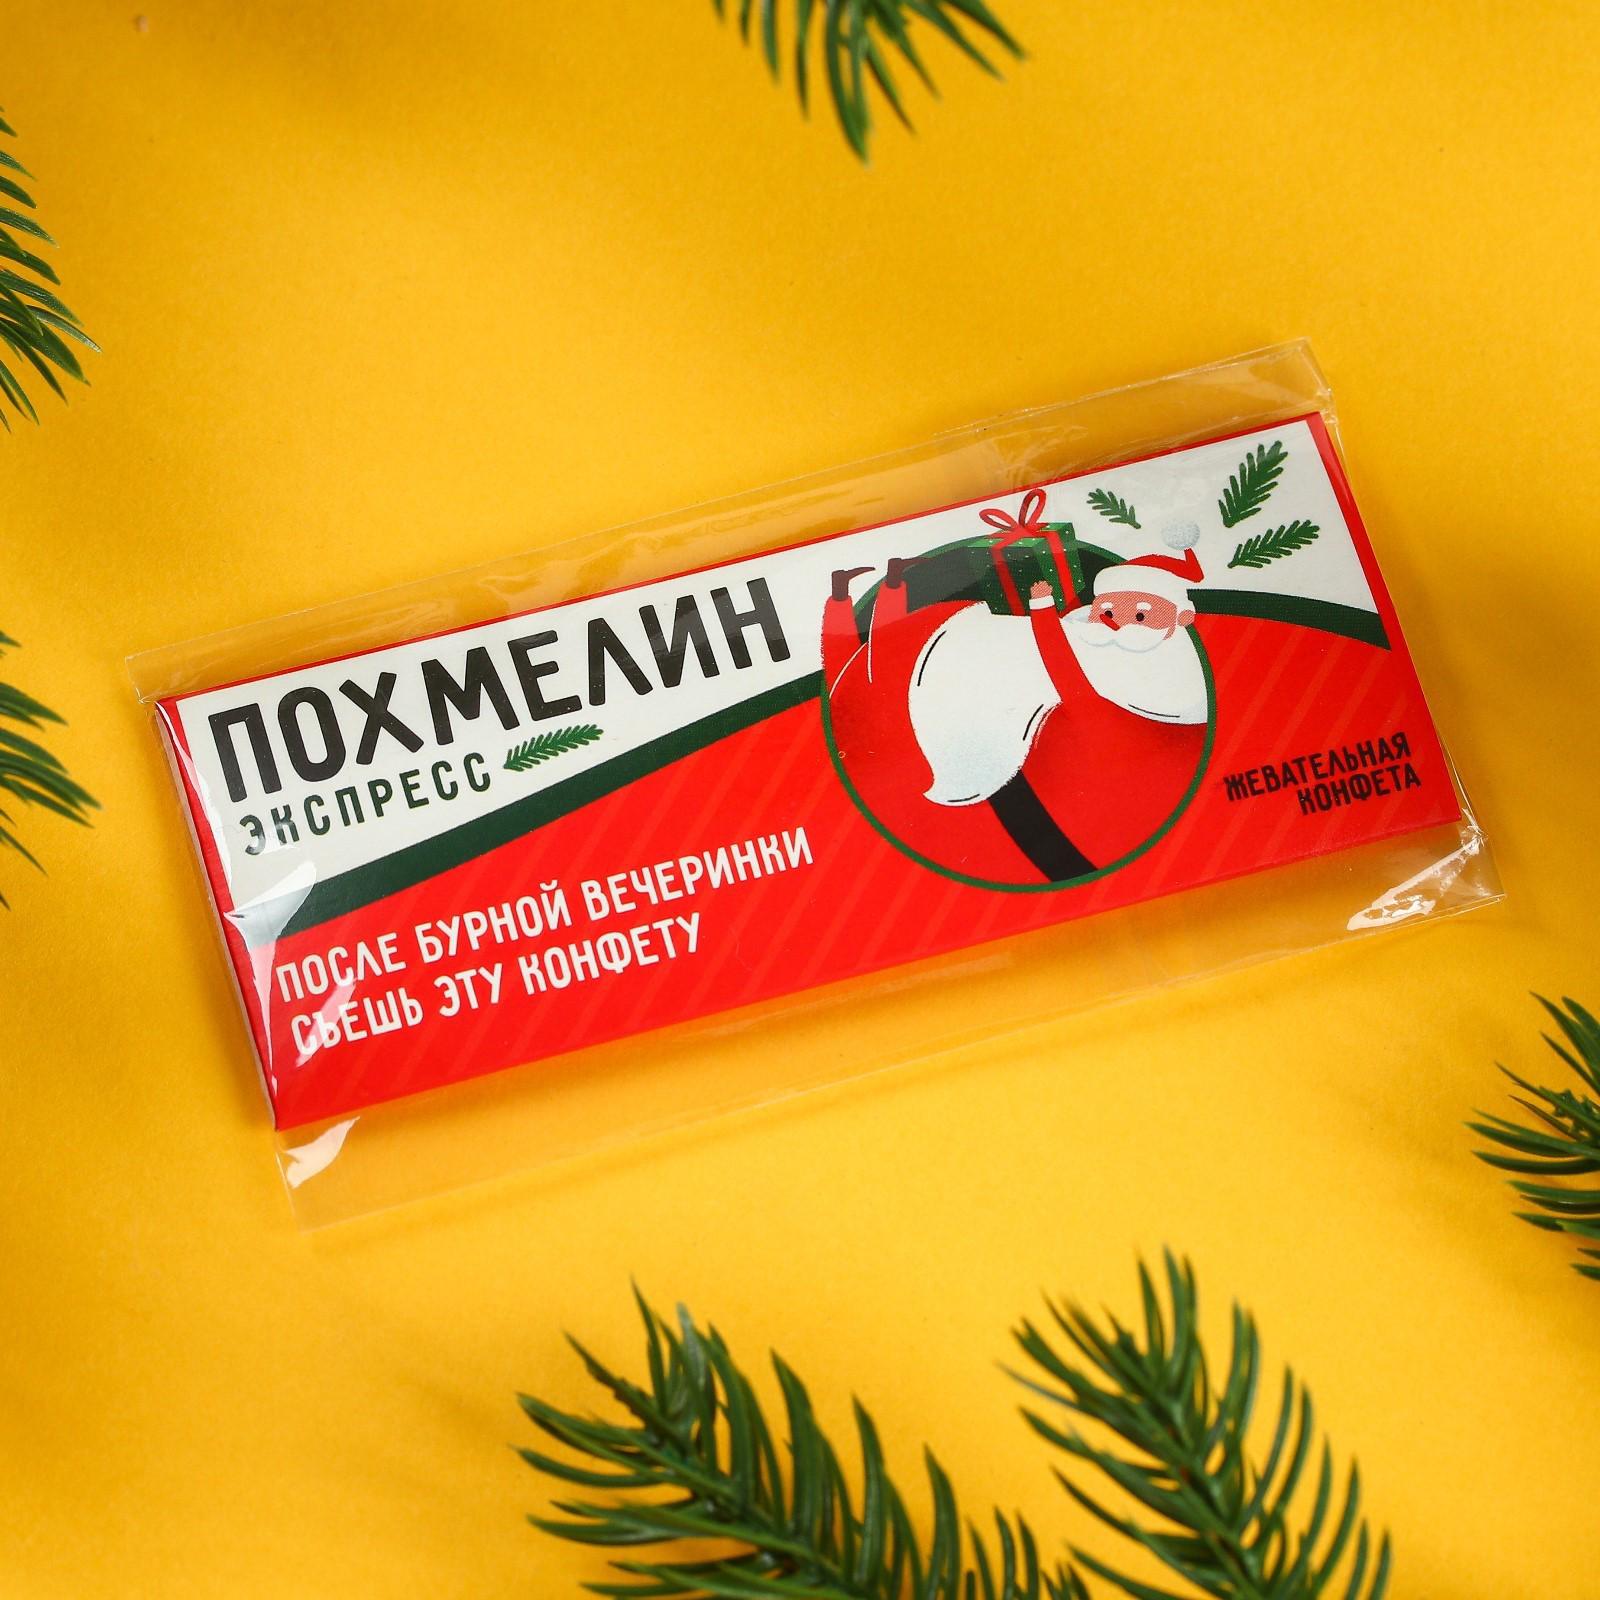 ПОХМЕЛИН
ЭКСПРЕСС
ПОСЛЕ БУРНОЙ ВЕЧЕРИНКИ
СЪЕШЬ ЭТУ КОНФЕТУ
ЖЕВАТЕЛЬНАЯ
КОНФЕТА